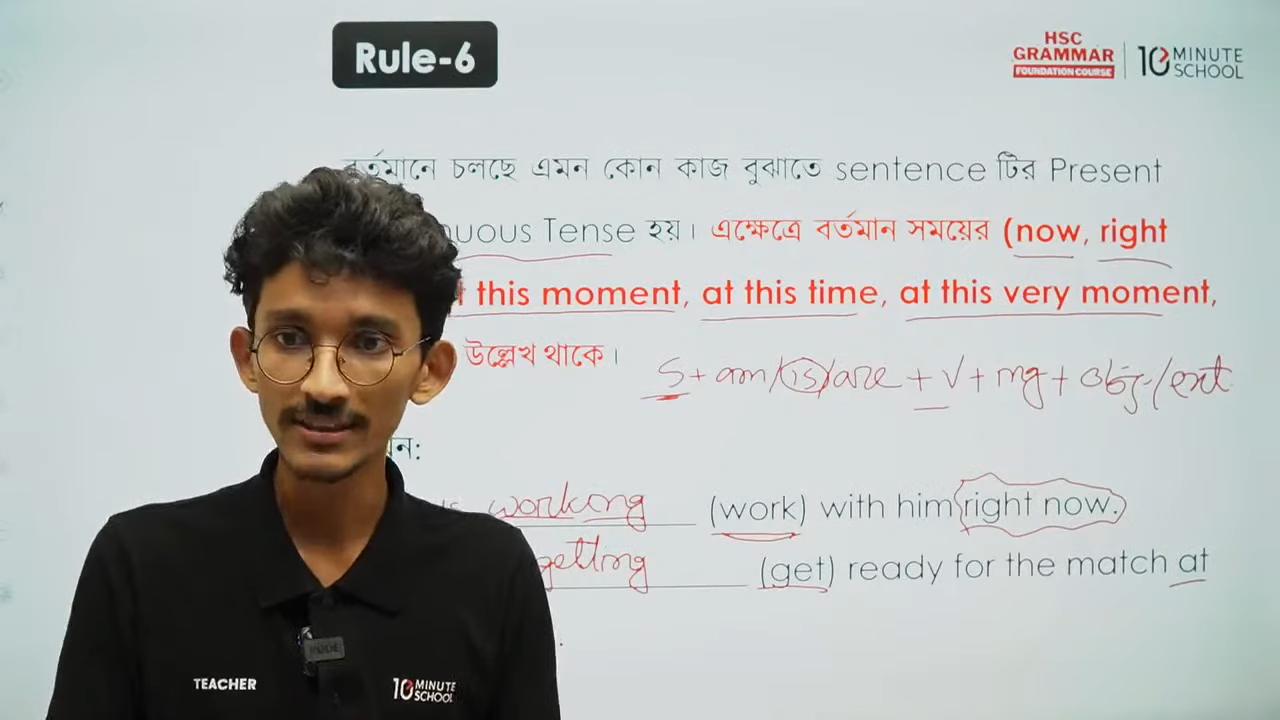 Rule-6
HSC
GRAMMAR
FOUNDATION COURSE
10 MINUTE
SCHOOL
বর্তমানে চলছে এমন কোন কাজ বুঝাতে sentence টির Present
uous Tense হয়। এক্ষেত্রে বর্তমান সময়ের (now, right
this moment, at this time, at this very moment,
উল্লেখ থাকে।
S + am/is/are + V + ing + obj/ext
ন:
is working (work) with him right now.
getting (get) ready for the match at
TEACHER
10 MINUTE
SCHOOL
RODE